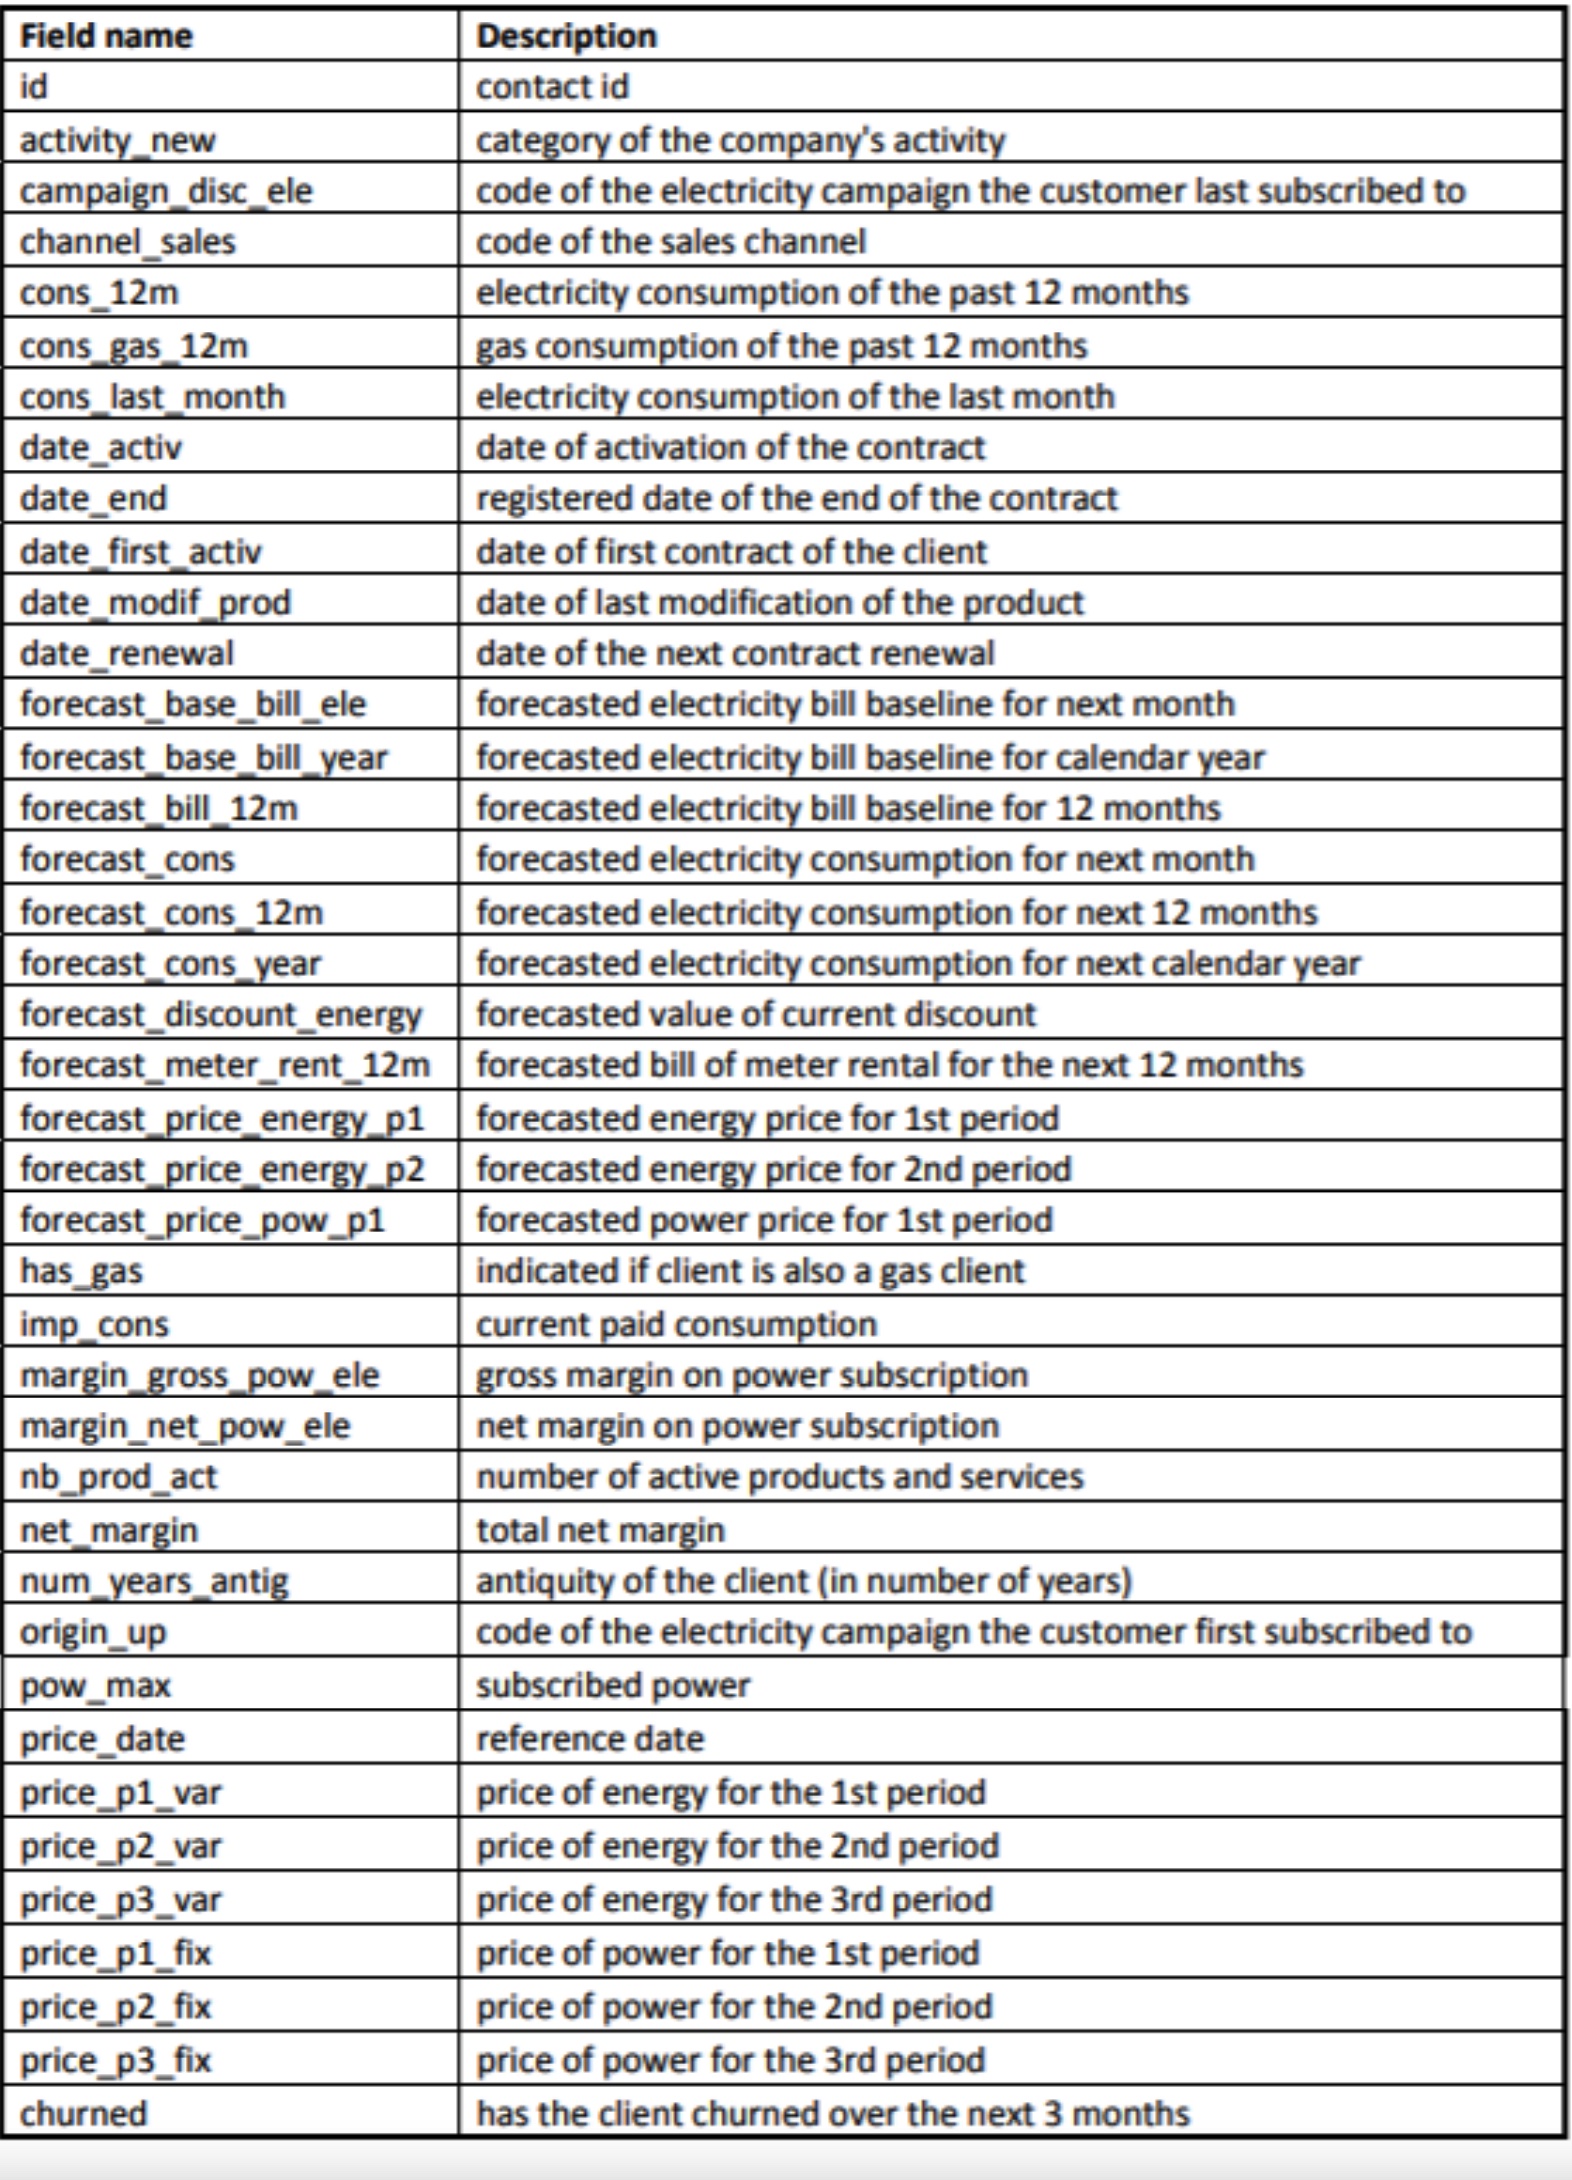 Field name Description
id contact id
activity_new category of the company's activity
campaign_disc_ele code of the electricity campaign the customer last subscribed to
channel_sales code of the sales channel
cons_12m electricity consumption of the past 12 months
cons_gas_12m gas consumption of the past 12 months
cons_last_month electricity consumption of the last month
date_activ date of activation of the contract
date_end registered date of the end of the contract
date_first_activ date of first contract of the client
date_modif_prod date of last modification of the product
date_renewal date of the next contract renewal
forecast_base_bill_ele forecasted electricity bill baseline for next month
forecast_base_bill_year forecasted electricity bill baseline for calendar year
forecast_bill_12m forecasted electricity bill baseline for 12 months
forecast_cons forecasted electricity consumption for next month
forecast_cons_12m forecasted electricity consumption for next 12 months
forecast_cons_year forecasted electricity consumption for next calendar year
forecast_discount_energy forecasted value of current discount
forecast_meter_rent_12m forecasted bill of meter rental for the next 12 months
forecast_price_energy_p1 forecasted energy price for 1st period
forecast_price_energy_p2 forecasted energy price for 2nd period
forecast_price_pow_p1 forecasted power price for 1st period
has_gas indicated if client is also a gas client
imp_cons current paid consumption
margin_gross_pow_ele gross margin on power subscription
margin_net_pow_ele net margin on power subscription
nb_prod_act number of active products and services
net_margin total net margin
num_years_antig antiquity of the client (in number of years)
origin_up code of the electricity campaign the customer first subscribed to
pow_max subscribed power
price_date reference date
price_p1_var price of energy for the 1st period
price_p2_var price of energy for the 2nd period
price_p3_var price of energy for the 3rd period
price_p1_fix price of power for the 1st period
price_p2_fix price of power for the 2nd period
price_p3_fix price of power for the 3rd period
churned has the client churned over the next 3 months